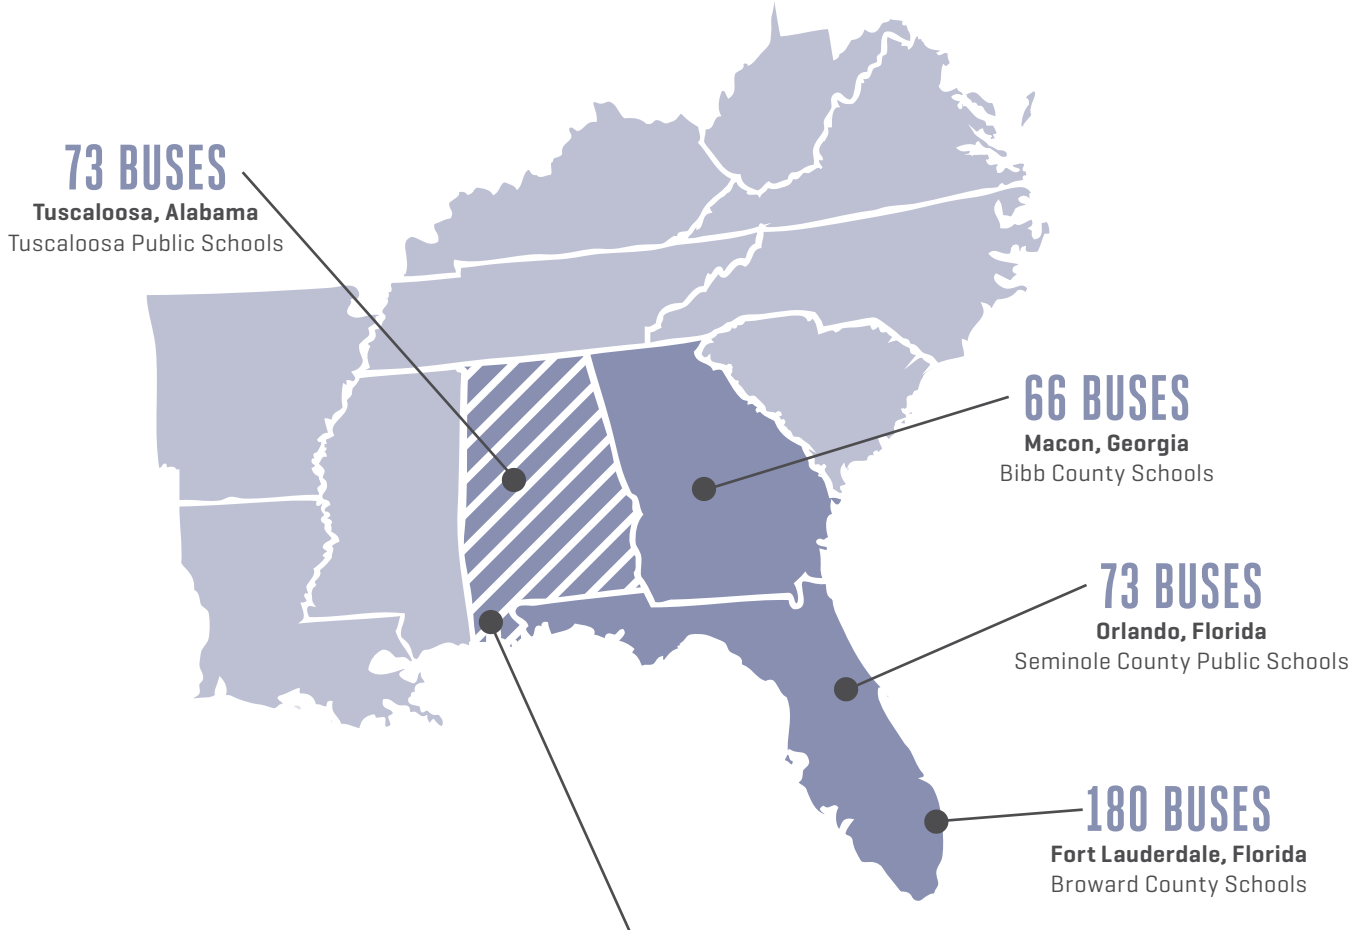 73 BUSES
Tuscaloosa, Alabama
Tuscaloosa Public Schools
66 BUSES
Macon, Georgia
Bibb County Schools
73 BUSES
Orlando, Florida
Seminole County Public Schools
180 BUSES
Fort Lauderdale, Florida
Broward County Schools